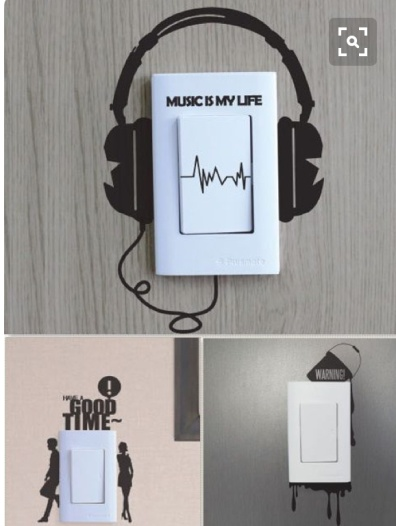 MUSIC IS MY LIFE
HAVE A
GOOD
TIME~
!
WARNING!